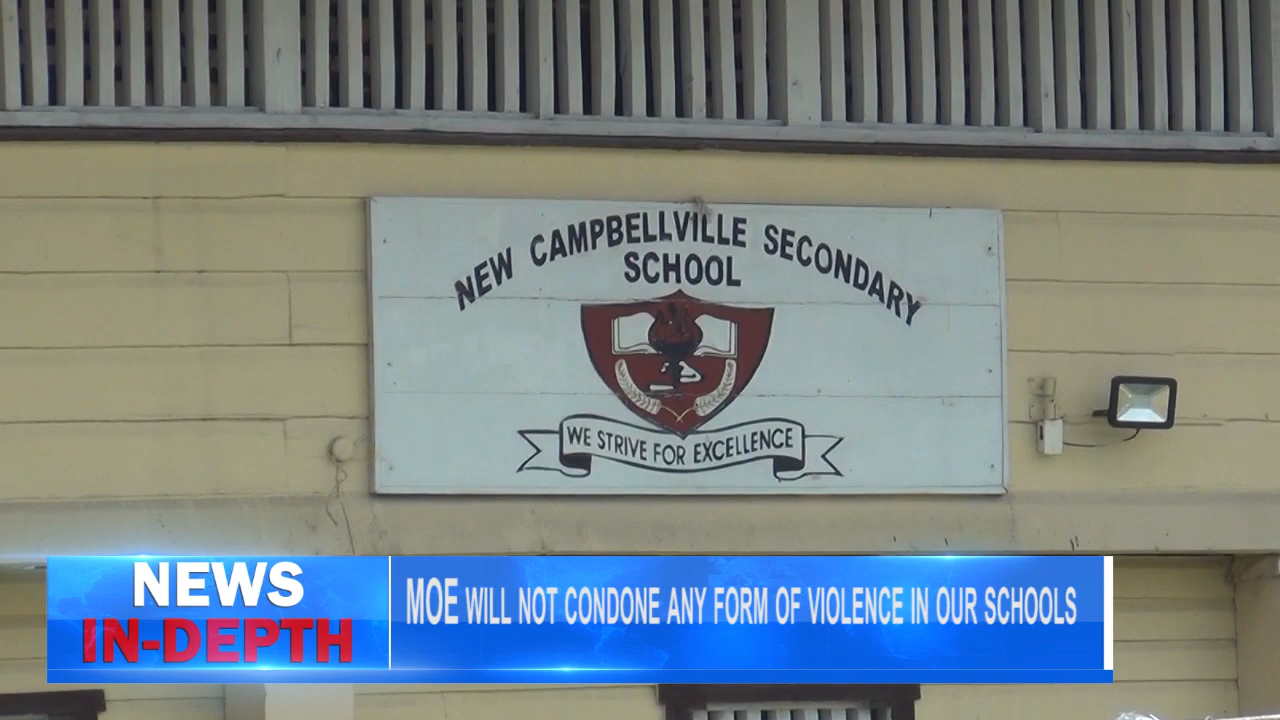 NEW CAMPBELLVILLE SECONDARY
SCHOOL
WE STRIVE FOR EXCELLENCE
NEWS
IN-DEPTH
MOE WILL NOT CONDONE ANY FORM OF VIOLENCE IN OUR SCHOOLS